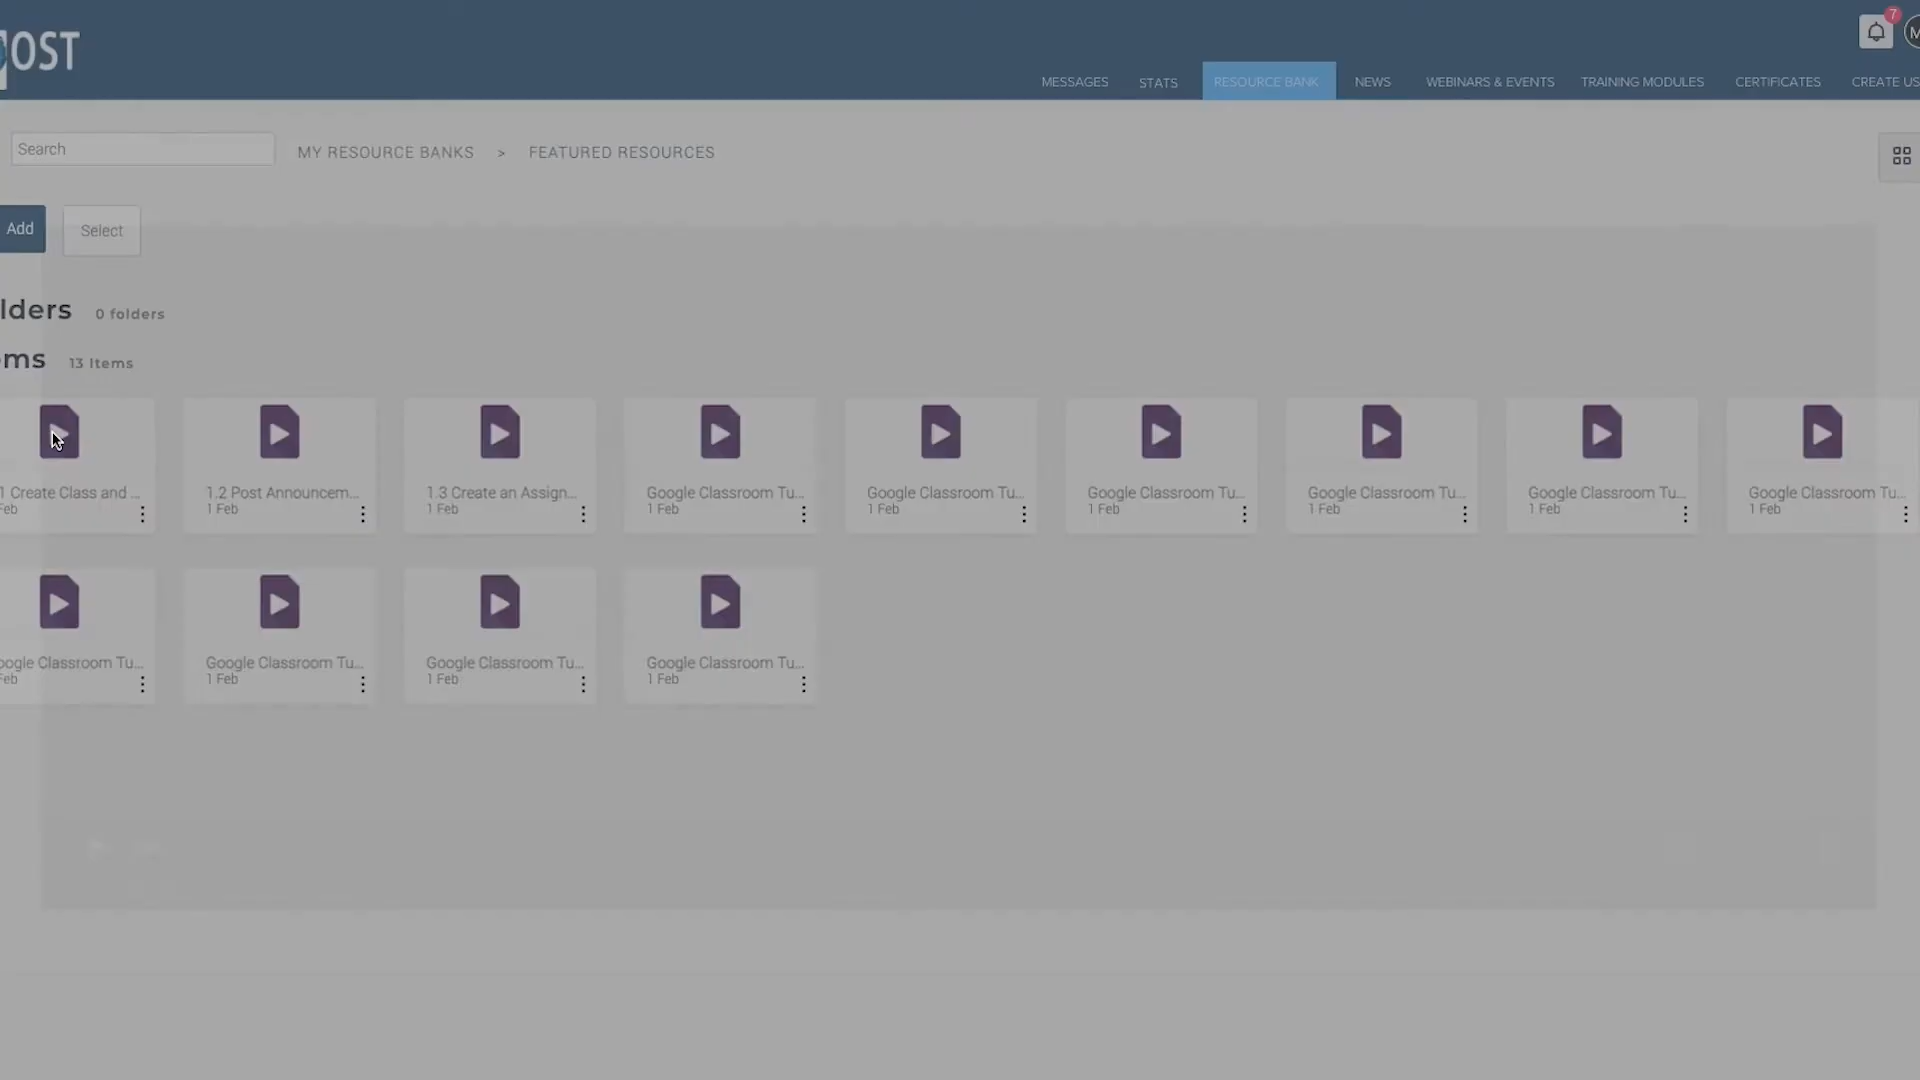 OST
7
M
MESSAGES STATS RESOURCE BANK NEWS WEBINARS & EVENTS TRAINING MODULES CERTIFICATES CREATE US
Search
MY RESOURCE BANKS > FEATURED RESOURCES
Add
Select
lders 0 folders
ms 13 Items
1 Create Class and ...
Feb
1.2 Post Announcem...
1 Feb
1.3 Create an Assign...
1 Feb
Google Classroom Tu...
1 Feb
Google Classroom Tu...
1 Feb
Google Classroom Tu...
1 Feb
Google Classroom Tu...
1 Feb
Google Classroom Tu...
1 Feb
Google Classroom Tu...
1 Feb
oogle Classroom Tu...
Feb
Google Classroom Tu...
1 Feb
Google Classroom Tu...
1 Feb
Google Classroom Tu...
1 Feb